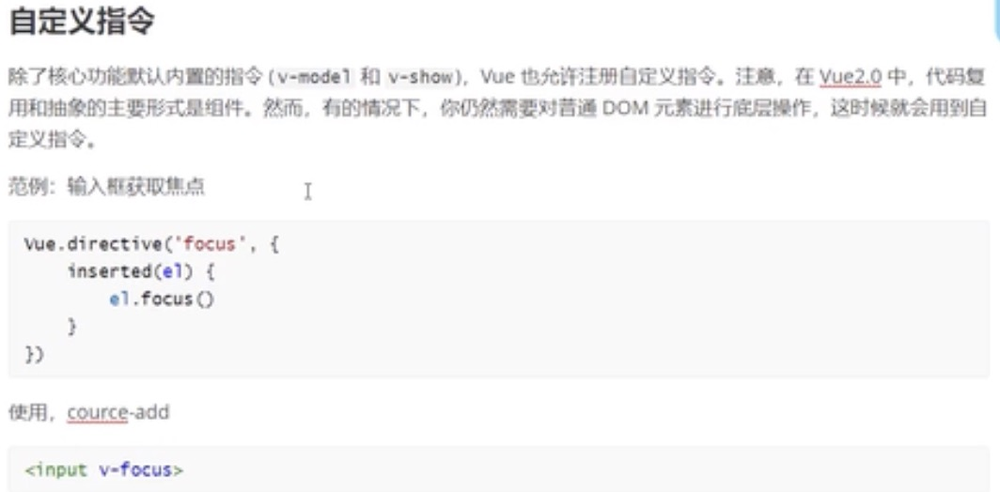 自定义指令
除了核心功能默认内置的指令 (v-model 和 v-show)，Vue 也允许注册自定义指令。注意，在 Vue2.0 中，代码复
用和抽象的主要形式是组件。然而，有的情况下，你仍然需要对普通 DOM 元素进行底层操作，这时候就会用到自
定义指令。
范例：输入框获取焦点
Vue.directive('focus', {
    inserted(el) {
        el.focus()
    }
})
使用，cource-add
<input v-focus>